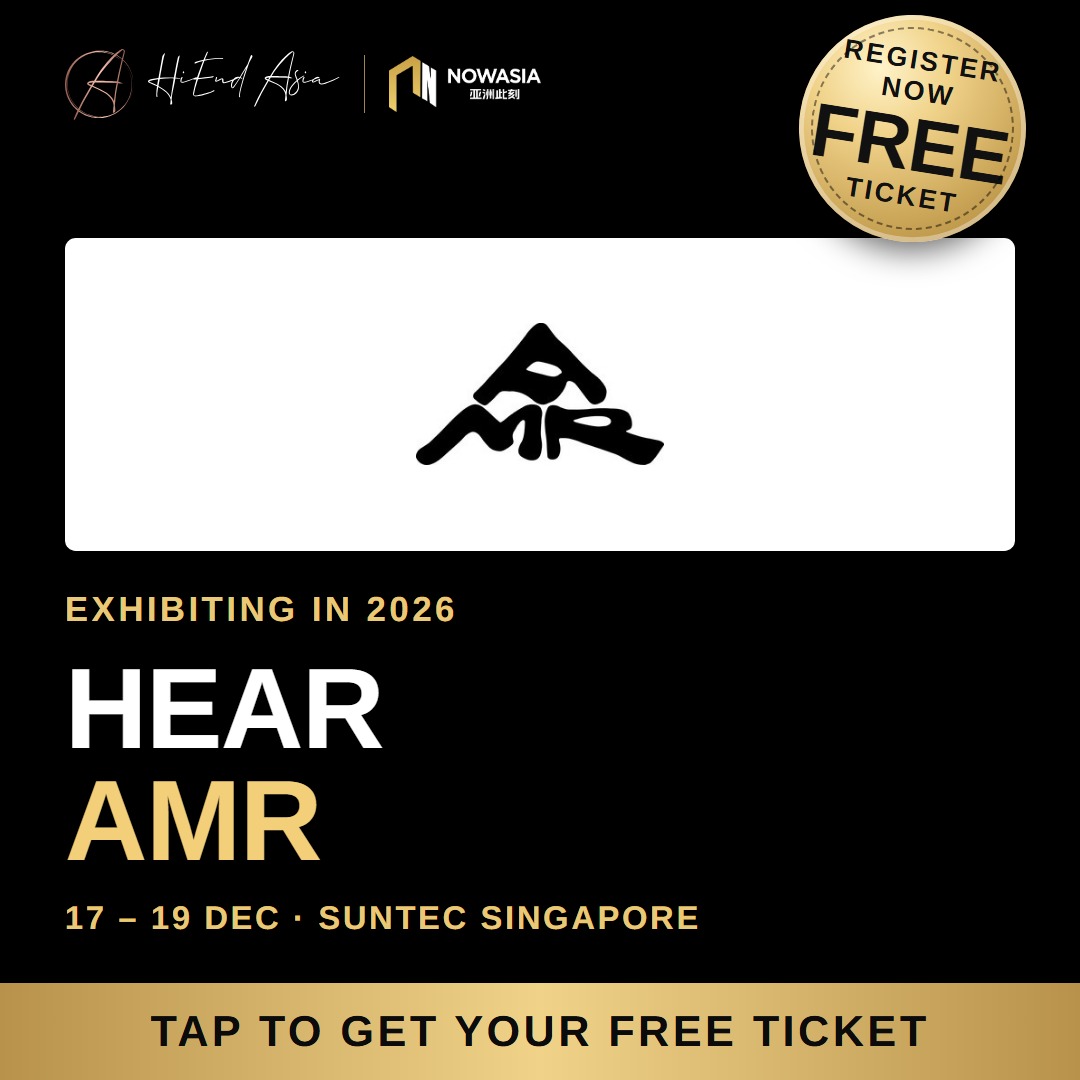 HiEnd Asia
NOWASIA
亚洲此刻
REGISTER
NOW
FREE
TICKET
AMR
EXHIBITING IN 2026
HEAR
AMR
17 – 19 DEC · SUNTEC SINGAPORE
TAP TO GET YOUR FREE TICKET